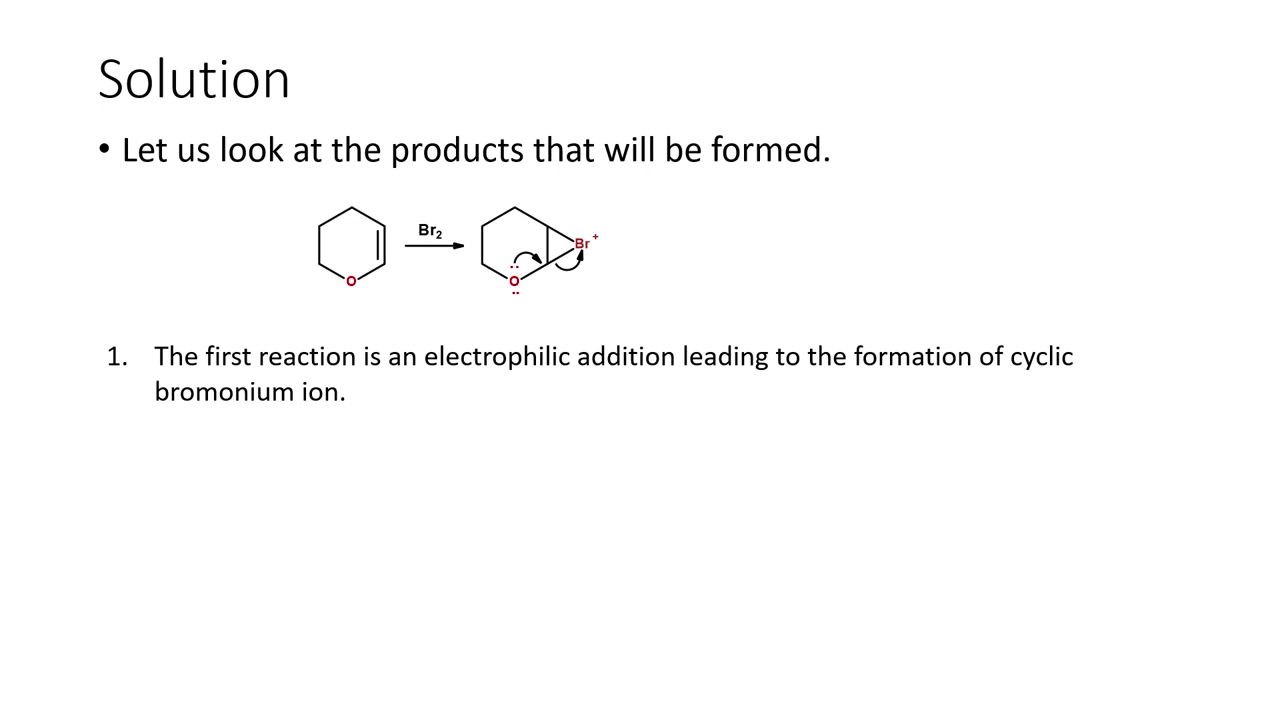 Solution
• Let us look at the products that will be formed.
Br₂
Br⁺
O
O
1. The first reaction is an electrophilic addition leading to the formation of cyclic
bromonium ion.